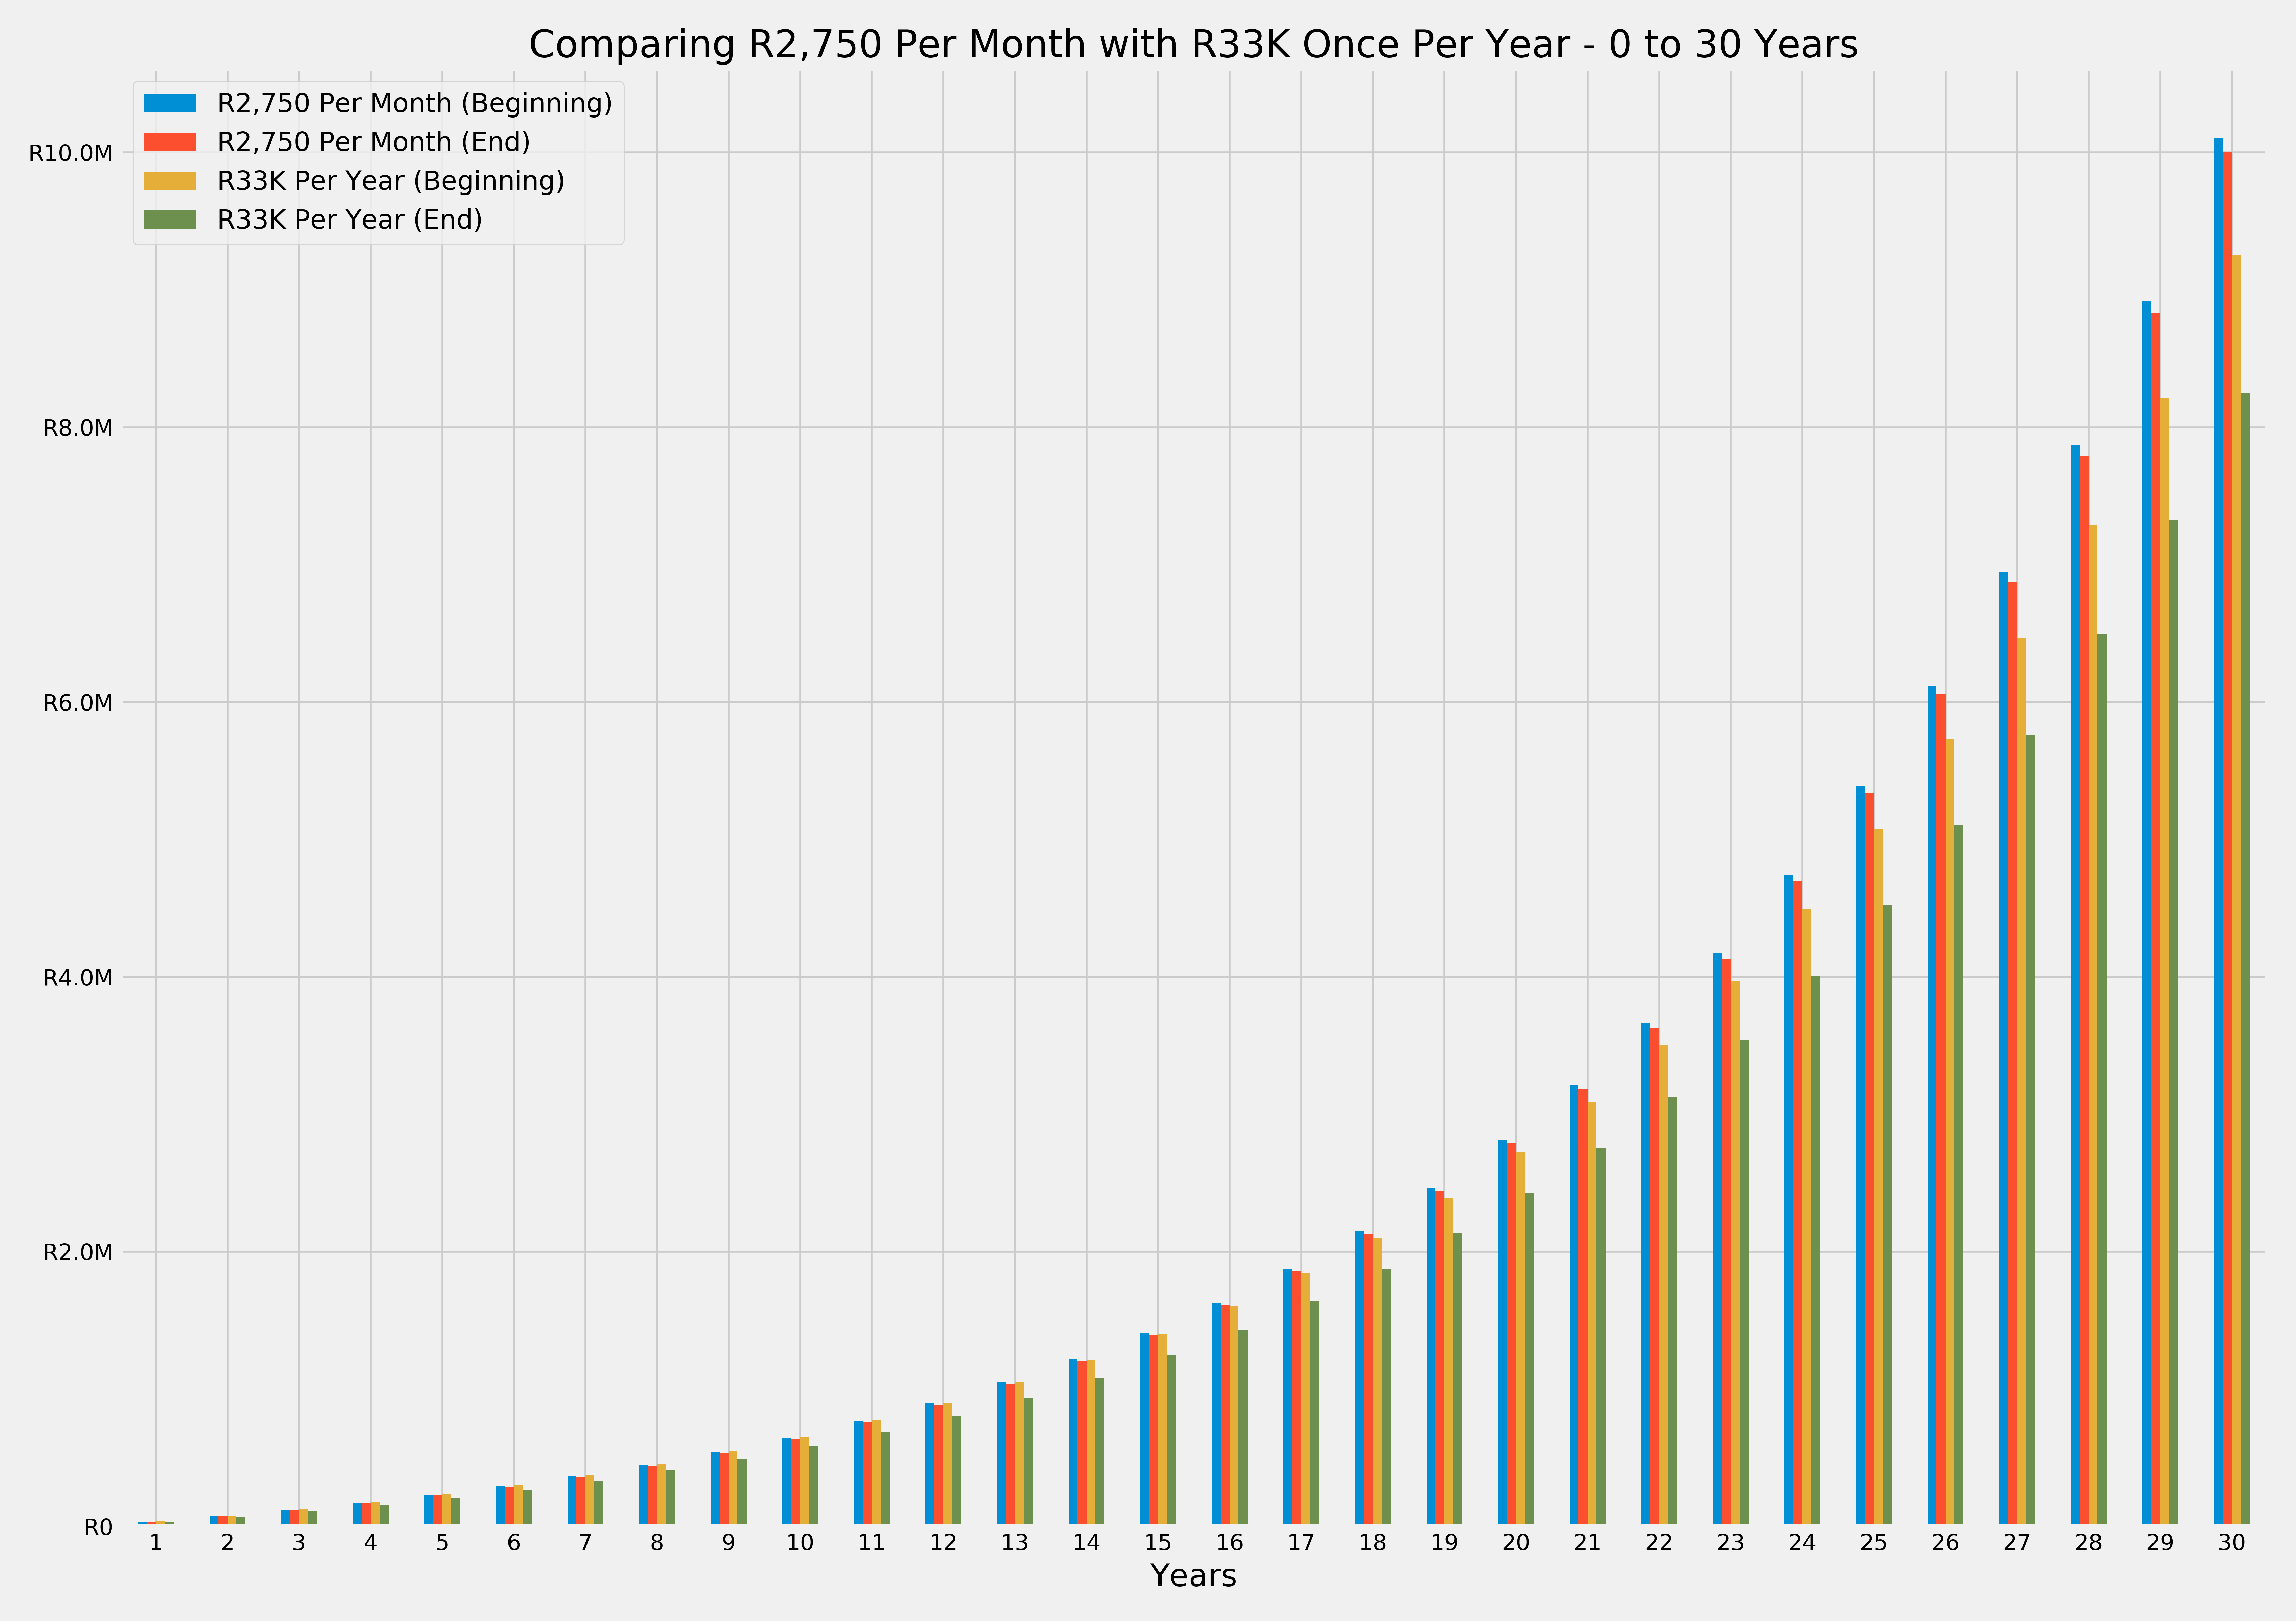 Comparing R2,750 Per Month with R33K Once Per Year - 0 to 30 Years
R2,750 Per Month (Beginning)
R2,750 Per Month (End)
R33K Per Year (Beginning)
R33K Per Year (End)
R10.0M
R8.0M
R6.0M
R4.0M
R2.0M
R0
1 2 3 4 5 6 7 8 9 10 11 12 13 14 15 16 17 18 19 20 21 22 23 24 25 26 27 28 29 30
Years